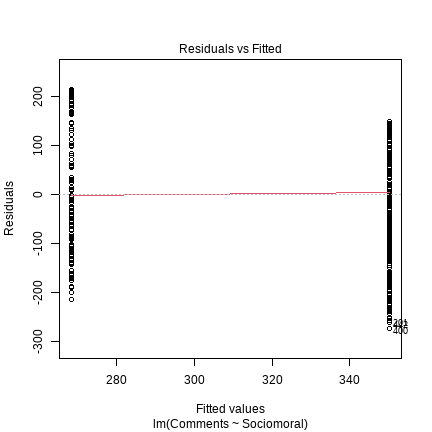 Residuals vs Fitted
Residuals
200
100
0
-100
-200
-300
400
280
300
320
340
Fitted values
lm(Comments ~ Sociomoral)